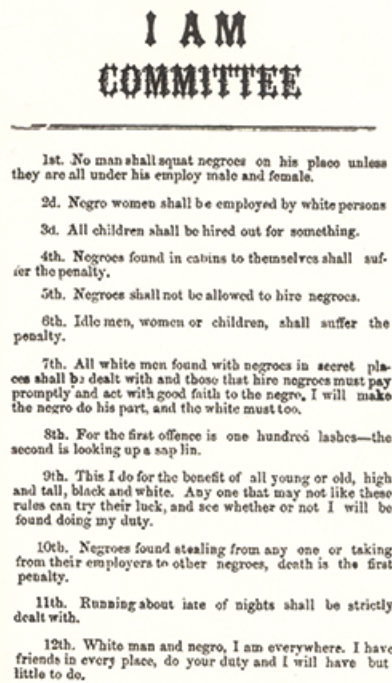 I AM
COMMITTEE
1st. No man shall squat negroes on his place unless
they are all under his employ male and female.
2d. Negro women shall be employed by white persons
3d. All children shall be hired out for something.
4th. Negroes found in cabins to themselves shall suf-
fer the penalty.
5th. Negroes shall not be allowed to hire negroes.
6th. Idle men, women or children, shall suffer the
penalty.
7th. All white men found with negroes in secret pla-
ces shall be dealt with and those that hire negroes must pay
promptly and act with good faith to the negro. I will make
the negro do his part, and the white must too.
8th. For the first offence is one hundred lashes—the
second is looking up a sap lin.
9th. This I do for the benefit of all young or old, high
and tall, black and white. Any one that may not like these
rules can try their luck, and see whether or not I will be
found doing my duty.
10th. Negroes found stealing from any one or taking
from their employers to other negroes, death is the first
penalty.
11th. Running about late of nights shall be strictly
dealt with.
12th. White man and negro, I am everywhere. I have
friends in every place, do your duty and I will have but
little to do.